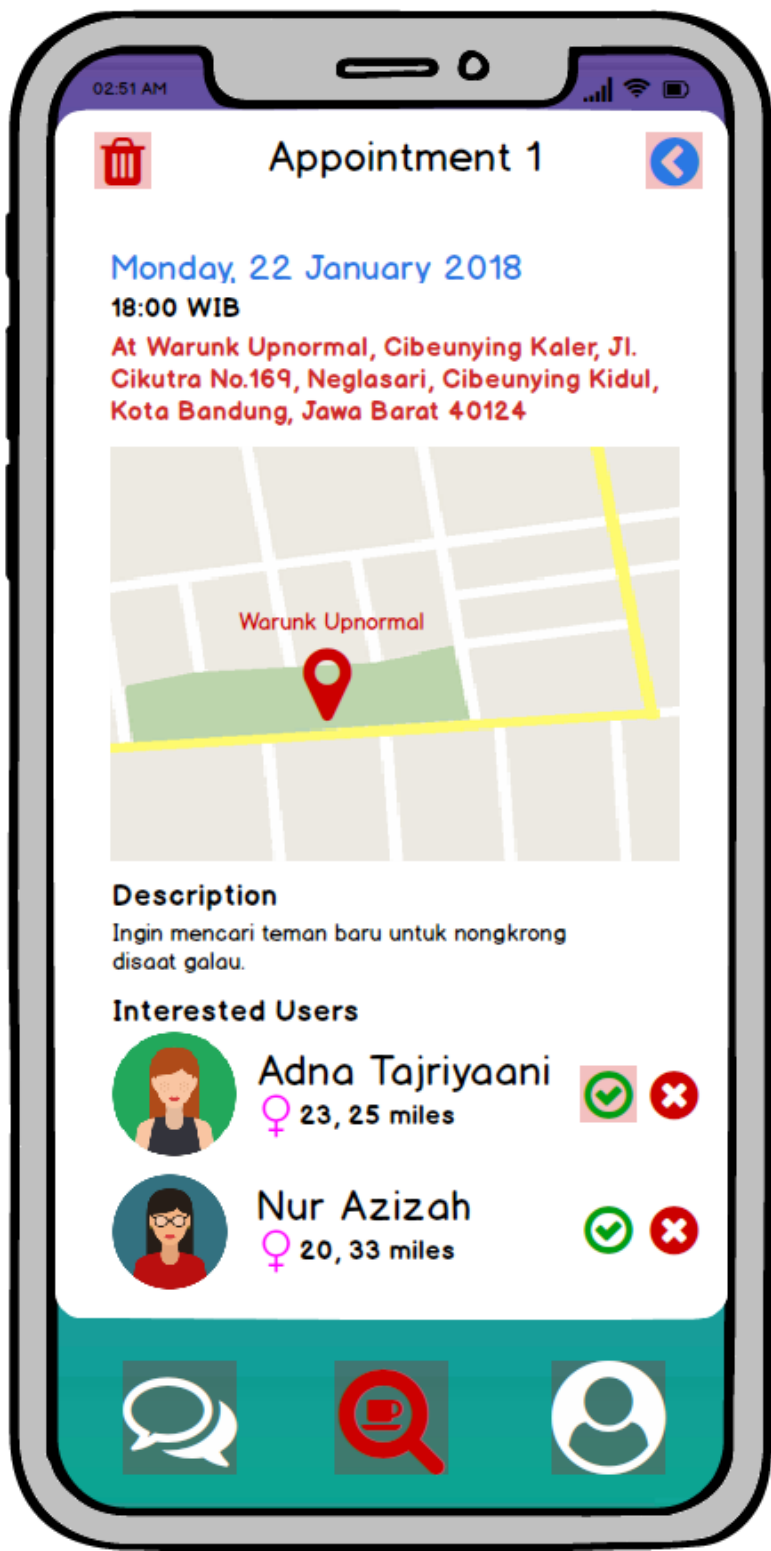 02:51 AM
Appointment 1
Monday, 22 January 2018
18:00 WIB
At Warunk Upnormal, Cibeunying Kaler, Jl.
Cikutra No.169, Neglasari, Cibeunying Kidul,
Kota Bandung, Jawa Barat 40124
Warunk Upnormal
Description
Ingin mencari teman baru untuk nongkrong
disaat galau.
Interested Users
Adna Tajriyaani
23, 25 miles
Nur Azizah
20, 33 miles